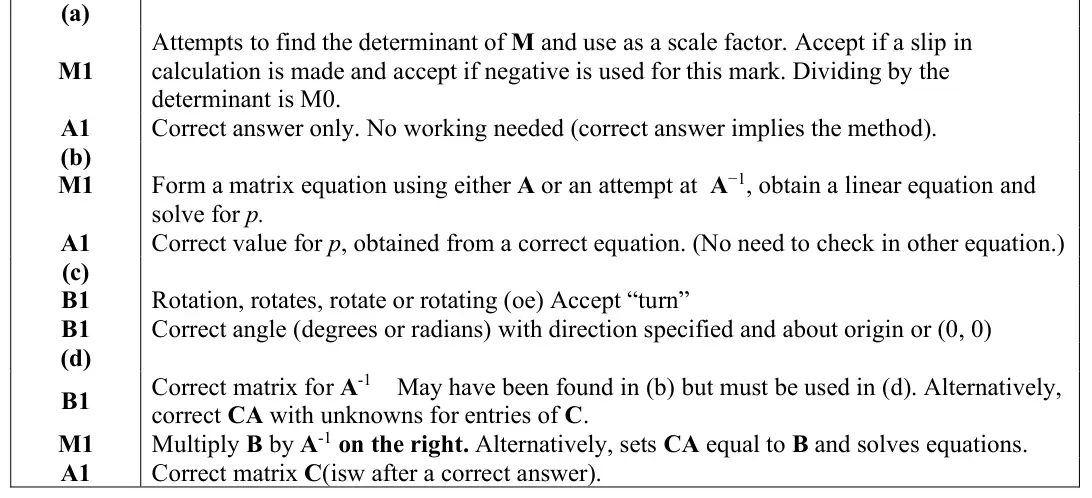 (a)
Attempts to find the determinant of M and use as a scale factor. Accept if a slip in
M1 calculation is made and accept if negative is used for this mark. Dividing by the
determinant is M0.
A1 Correct answer only. No working needed (correct answer implies the method).
(b)
M1 Form a matrix equation using either A or an attempt at A⁻¹, obtain a linear equation and
solve for p.
A1 Correct value for p, obtained from a correct equation. (No need to check in other equation.)
(c)
B1 Rotation, rotates, rotate or rotating (oe) Accept “turn”
B1 Correct angle (degrees or radians) with direction specified and about origin or (0, 0)
(d)
B1 Correct matrix for A⁻¹ May have been found in (b) but must be used in (d). Alternatively,
correct CA with unknowns for entries of C.
M1 Multiply B by A⁻¹ on the right. Alternatively, sets CA equal to B and solves equations.
A1 Correct matrix C(isw after a correct answer).